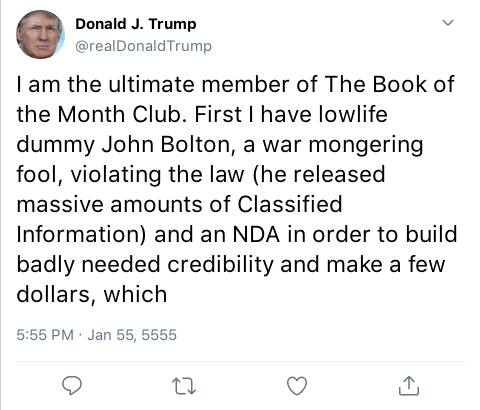 Donald J. Trump
@realDonaldTrump
I am the ultimate member of The Book of
the Month Club. First I have lowlife
dummy John Bolton, a war mongering
fool, violating the law (he released
massive amounts of Classified
Information) and an NDA in order to build
badly needed credibility and make a few
dollars, which
5:55 PM · Jan 55, 5555